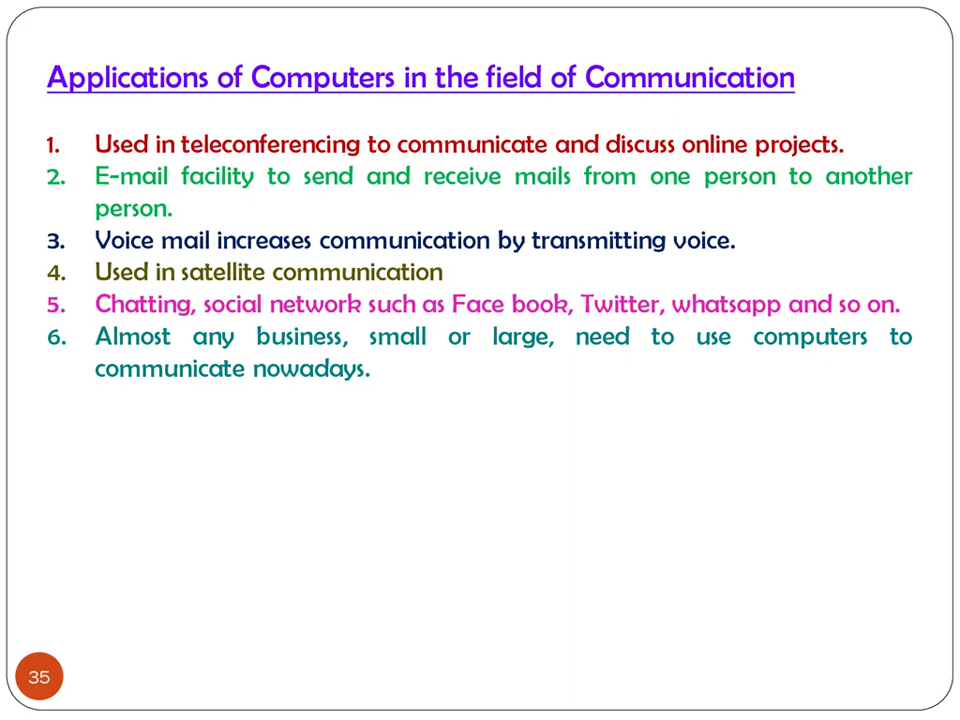 Applications of Computers in the field of Communication
1. Used in teleconferencing to communicate and discuss online projects.
2. E-mail facility to send and receive mails from one person to another
person.
3. Voice mail increases communication by transmitting voice.
4. Used in satellite communication
5. Chatting, social network such as Face book, Twitter, whatsapp and so on.
6. Almost any business, small or large, need to use computers to
communicate nowadays.
35